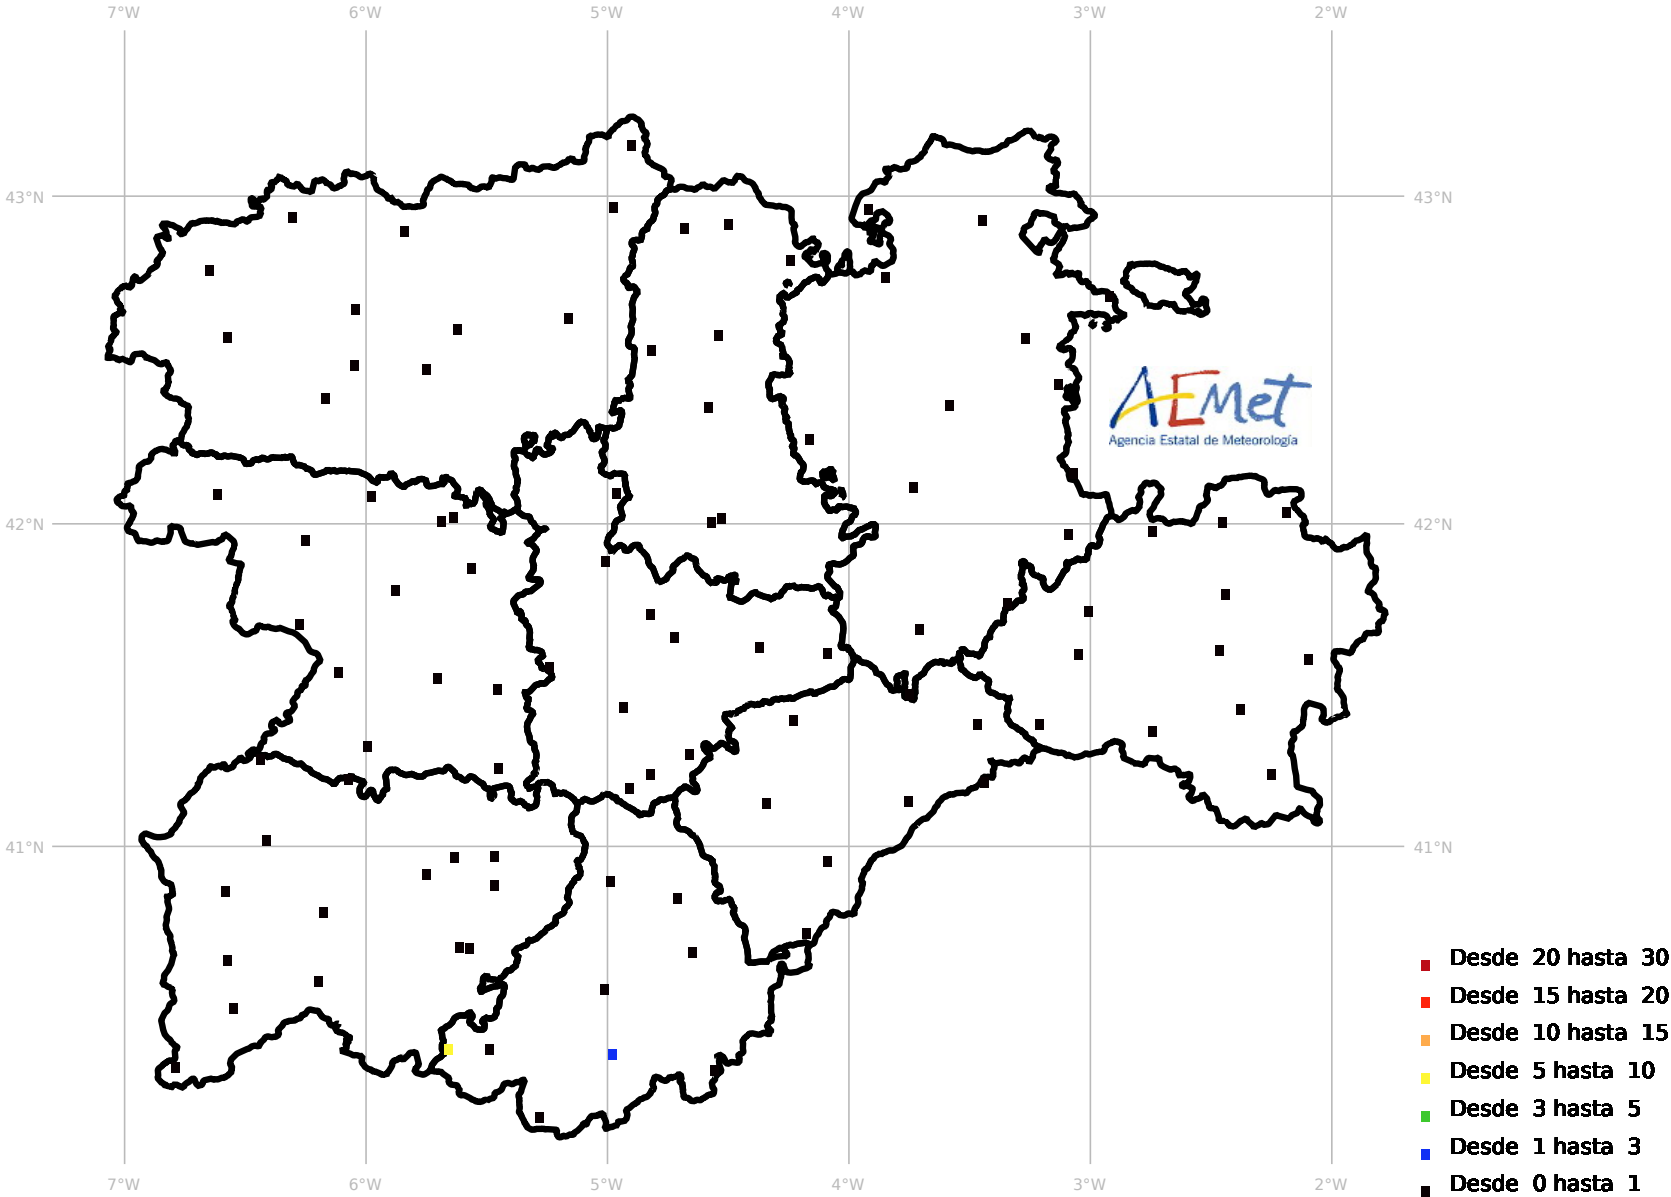 7°W 6°W 5°W 4°W 3°W 2°W
43°N 43°N
AEMet
Agencia Estatal de Meteorología
42°N 42°N
41°N 41°N
Desde 20 hasta 30
Desde 15 hasta 20
Desde 10 hasta 15
Desde 5 hasta 10
Desde 3 hasta 5
Desde 1 hasta 3
Desde 0 hasta 1
7°W 6°W 5°W 4°W 3°W 2°W